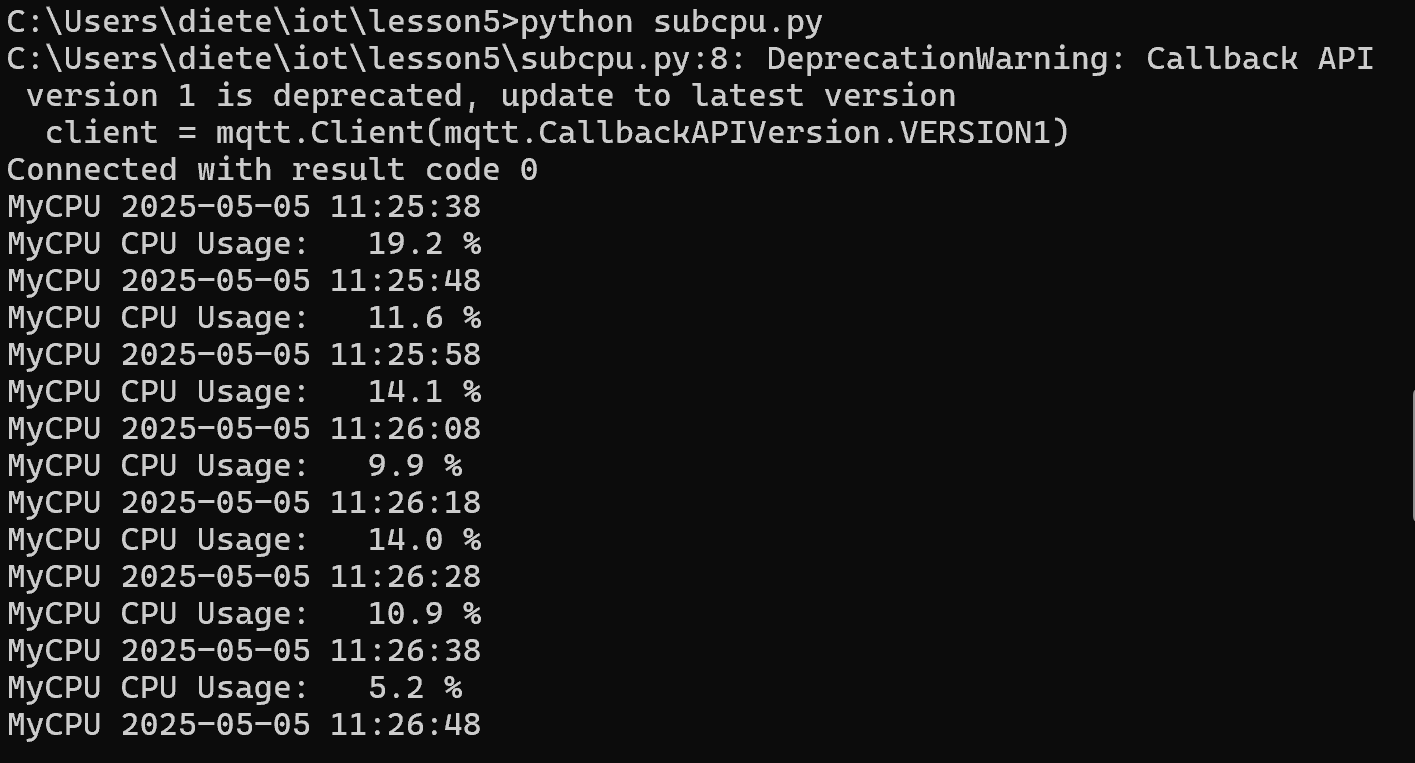 C:\Users\diete\iot\lesson5>python subcpu.py
C:\Users\diete\iot\lesson5\subcpu.py:8: DeprecationWarning: Callback API
 version 1 is deprecated, update to latest version
  client = mqtt.Client(mqtt.CallbackAPIVersion.VERSION1)
Connected with result code 0
MyCPU 2025-05-05 11:25:38
MyCPU CPU Usage:   19.2 %
MyCPU 2025-05-05 11:25:48
MyCPU CPU Usage:   11.6 %
MyCPU 2025-05-05 11:25:58
MyCPU CPU Usage:   14.1 %
MyCPU 2025-05-05 11:26:08
MyCPU CPU Usage:   9.9 %
MyCPU 2025-05-05 11:26:18
MyCPU CPU Usage:   14.0 %
MyCPU 2025-05-05 11:26:28
MyCPU CPU Usage:   10.9 %
MyCPU 2025-05-05 11:26:38
MyCPU CPU Usage:   5.2 %
MyCPU 2025-05-05 11:26:48